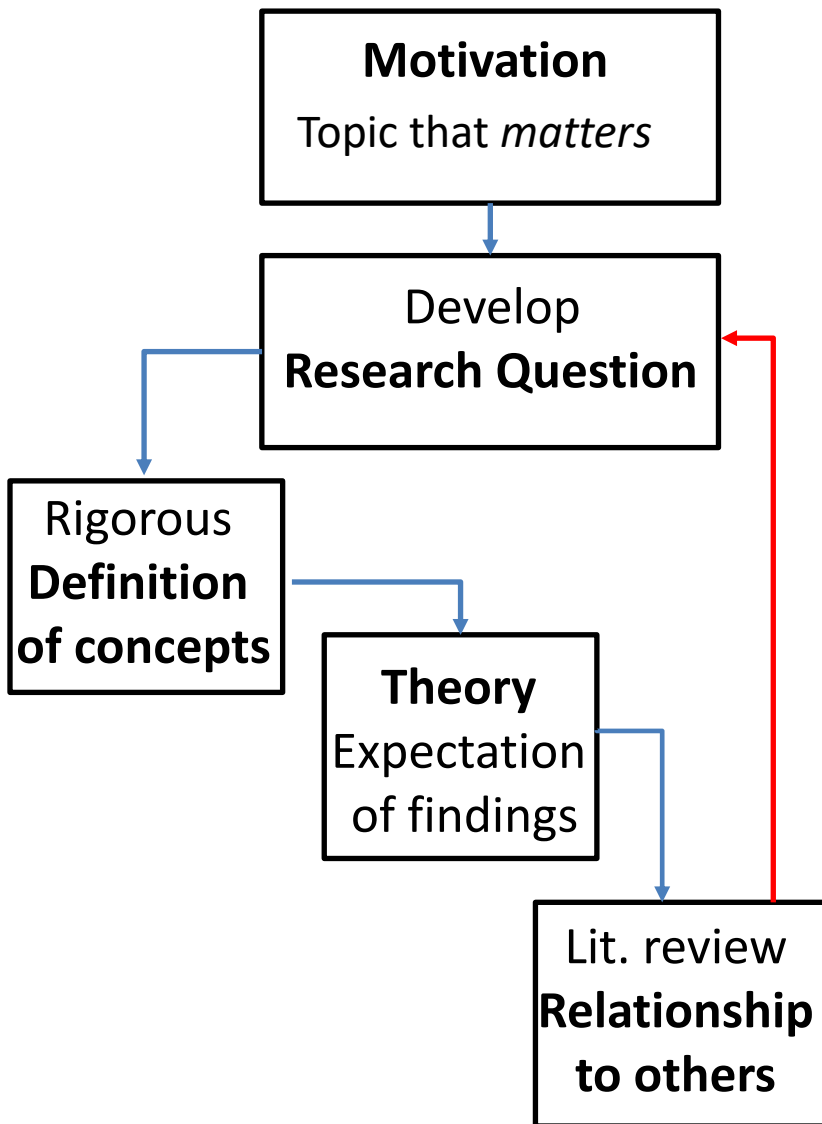 Motivation
Topic that matters
Develop
Research Question
Rigorous
Definition
of concepts
Theory
Expectation
of findings
Lit. review
Relationship
to others